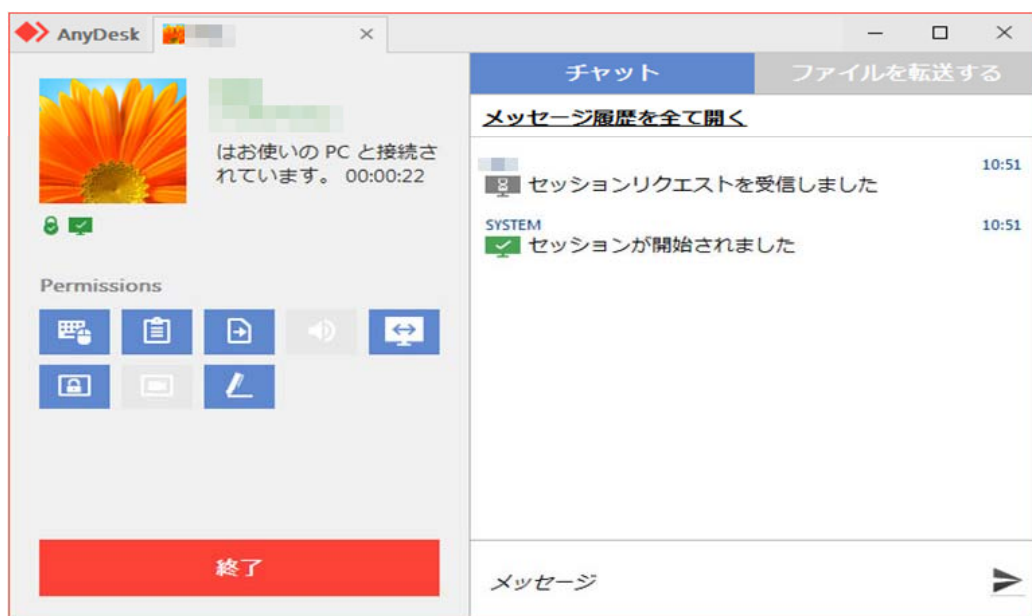 AnyDesk
はお使いの PC と接続さ
れています。 00:00:22
Permissions
終了
チャット
ファイルを転送する
メッセージ履歴を全て開く
10:51
セッションリクエストを受信しました
SYSTEM 10:51
セッションが開始されました
メッセージ